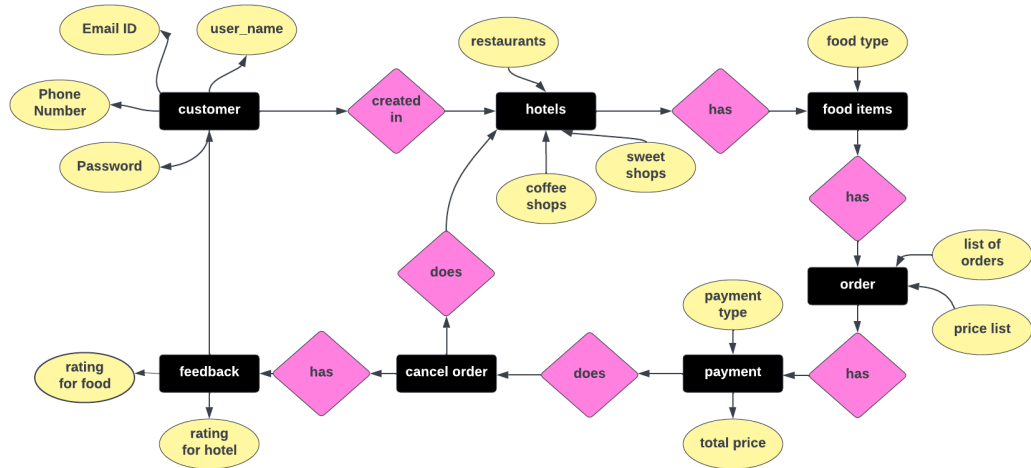 Email ID
user_name
restaurants
food type
Phone
Number
customer
created
in
hotels
has
food items
Password
sweet
shops
coffee
shops
has
list of
orders
does
order
payment
type
price list
rating
for food
feedback
has
cancel order
does
payment
has
rating
for hotel
total price